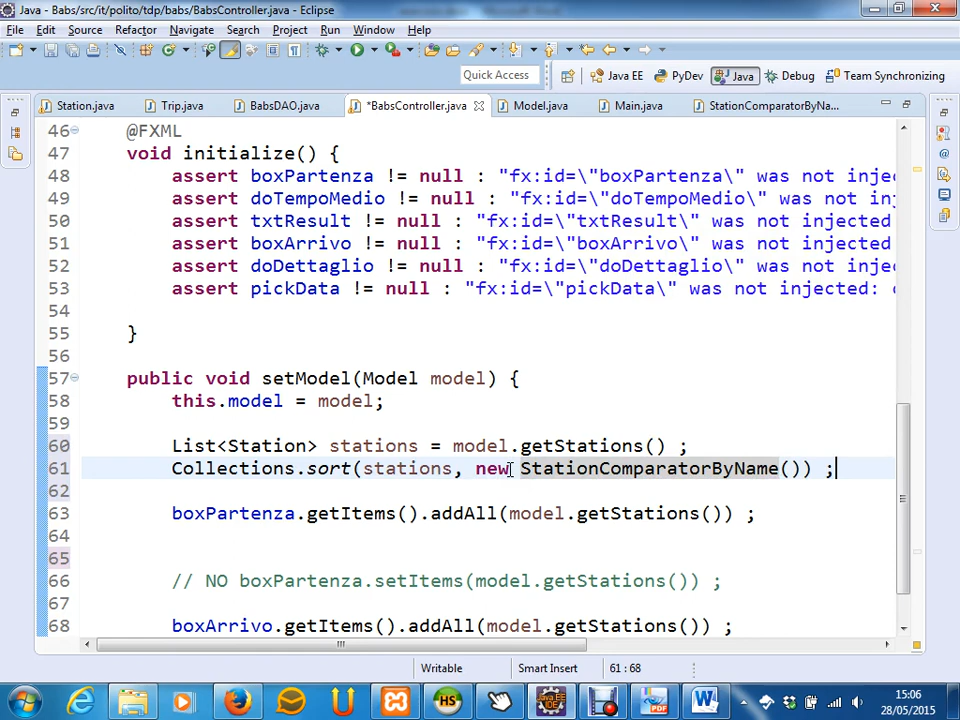 Java - Babs/src/it/polito/tdp/babs/BabsController.java - Eclipse
File Edit Source Refactor Navigate Search Project Run Window Help
Quick Access Java EE PyDev Java Debug Team Synchronizing
Station.java Trip.java BabsDAO.java *BabsController.java Model.java Main.java StationComparatorByNa...
46 @FXML
47 void initialize() {
48 assert boxPartenza != null : "fx:id=\"boxPartenza\" was not injec
49 assert doTempoMedio != null : "fx:id=\"doTempoMedio\" was not inj
50 assert txtResult != null : "fx:id=\"txtResult\" was not injected
51 assert boxArrivo != null : "fx:id=\"boxArrivo\" was not injected:
52 assert doDettaglio != null : "fx:id=\"doDettaglio\" was not injec
53 assert pickData != null : "fx:id=\"pickData\" was not injected: c
54
55 }
56
57 public void setModel(Model model) {
58 this.model = model;
59
60 List<Station> stations = model.getStations() ;
61 Collections.sort(stations, new StationComparatorByName()) ;
62
63 boxPartenza.getItems().addAll(model.getStations()) ;
64
65
66 // NO boxPartenza.setItems(model.getStations()) ;
67
68 boxArrivo.getItems().addAll(model.getStations()) ;
Writable Smart Insert 61 : 68
15:06
28/05/2015